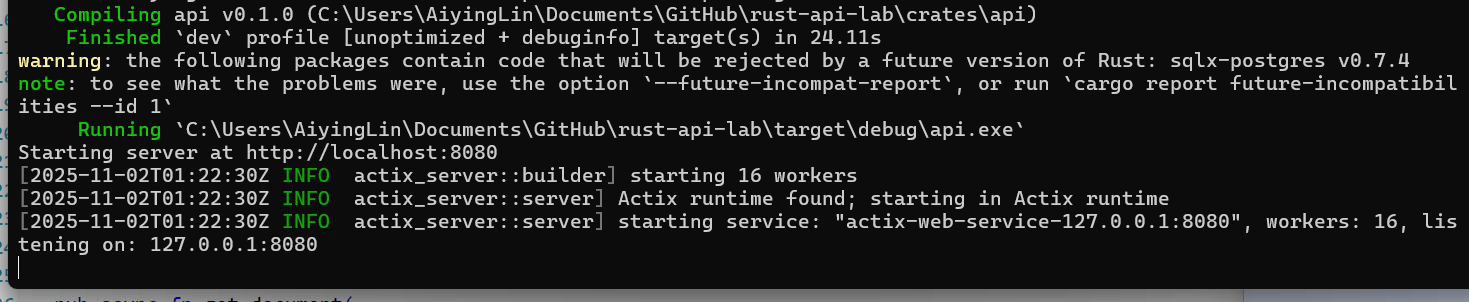 Compiling api v0.1.0 (C:\Users\AiyingLin\Documents\GitHub\rust-api-lab\crates\api)
Finished `dev` profile [unoptimized + debuginfo] target(s) in 24.11s
warning: the following packages contain code that will be rejected by a future version of Rust: sqlx-postgres v0.7.4
note: to see what the problems were, use the option `--future-incompat-report`, or run `cargo report future-incompatibil
ities --id 1`
Running `C:\Users\AiyingLin\Documents\GitHub\rust-api-lab\target\debug\api.exe`
Starting server at http://localhost:8080
[2025-11-02T01:22:30Z INFO  actix_server::builder] starting 16 workers
[2025-11-02T01:22:30Z INFO  actix_server::server] Actix runtime found; starting in Actix runtime
[2025-11-02T01:22:30Z INFO  actix_server::server] starting service: "actix-web-service-127.0.0.1:8080", workers: 16, lis
tening on: 127.0.0.1:8080